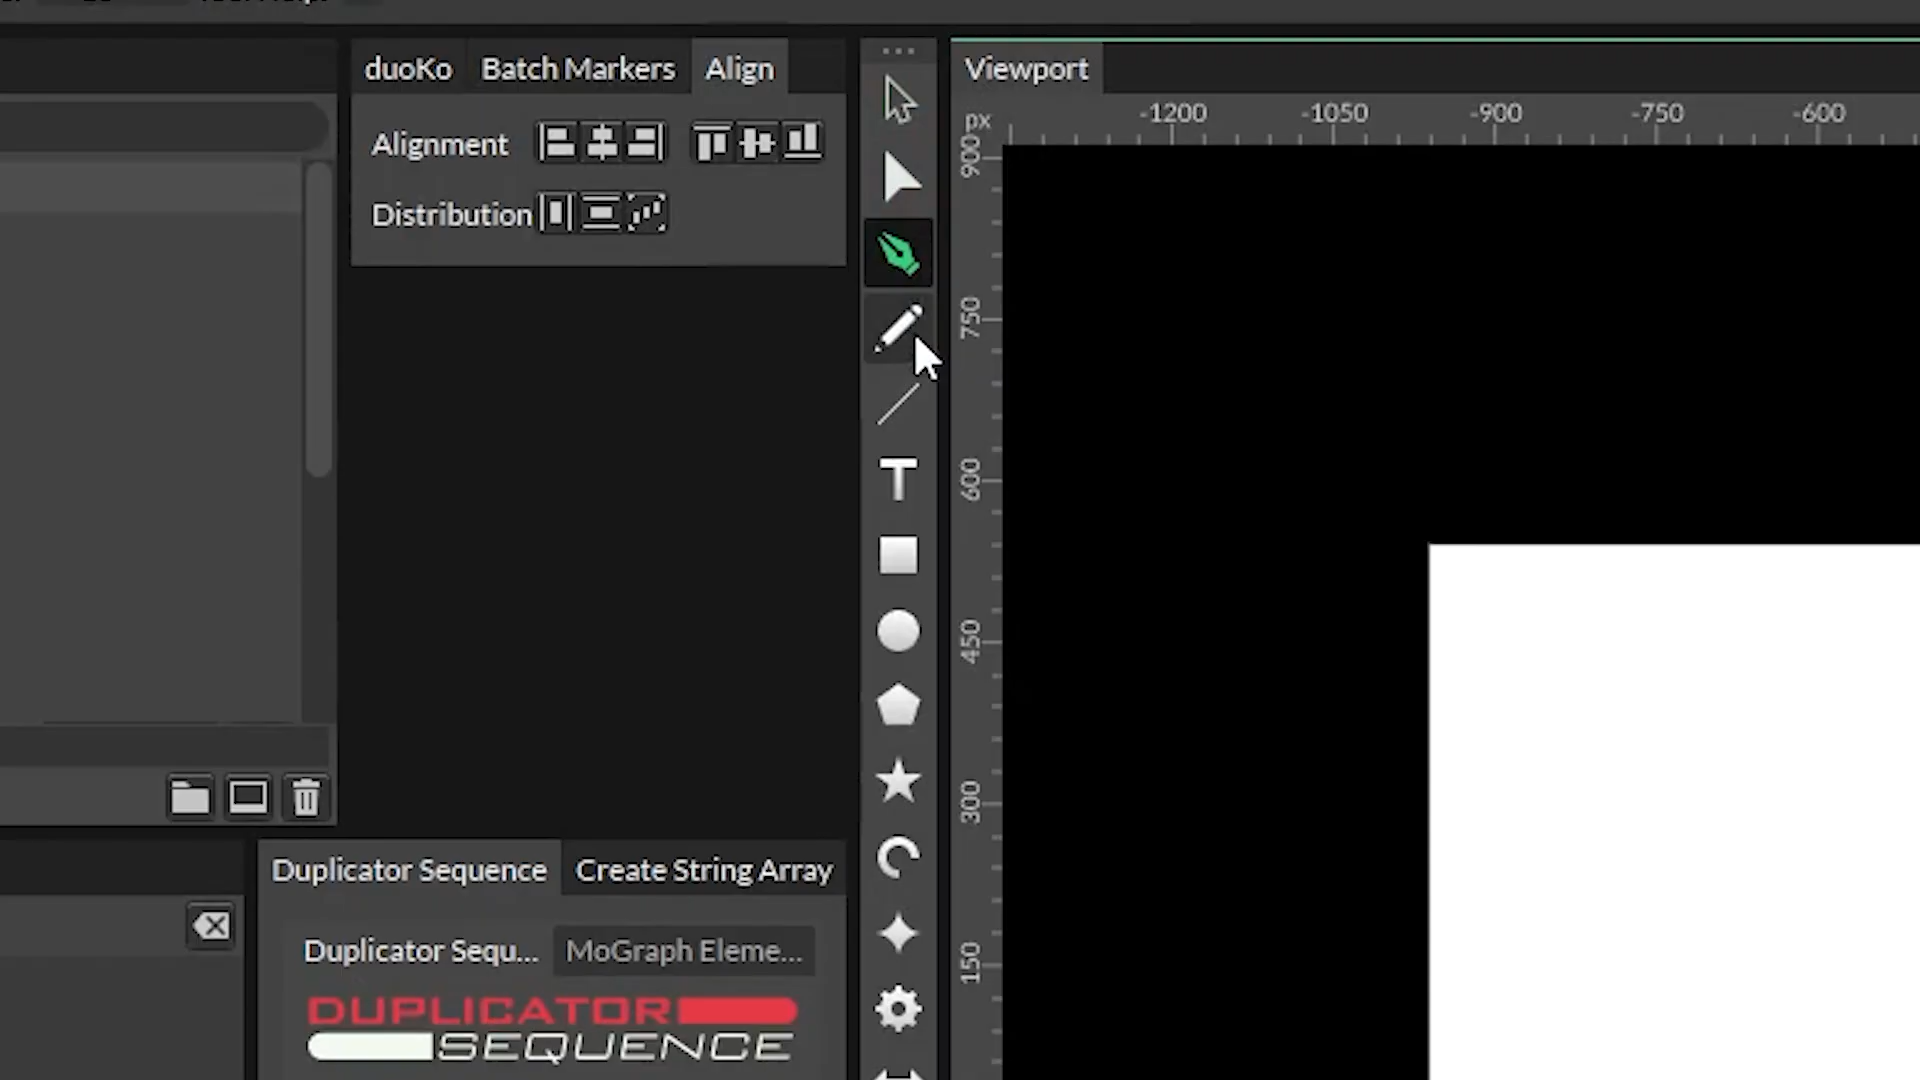 duoKo Batch Markers Align
Viewport
px
-1200 -1050 -900 -750 -600
Alignment
Distribution
900
750
600
450
300
150
Duplicator Sequence Create String Array
Duplicator Sequ... MoGraph Eleme...
DUPLICATOR
SEQUENCE